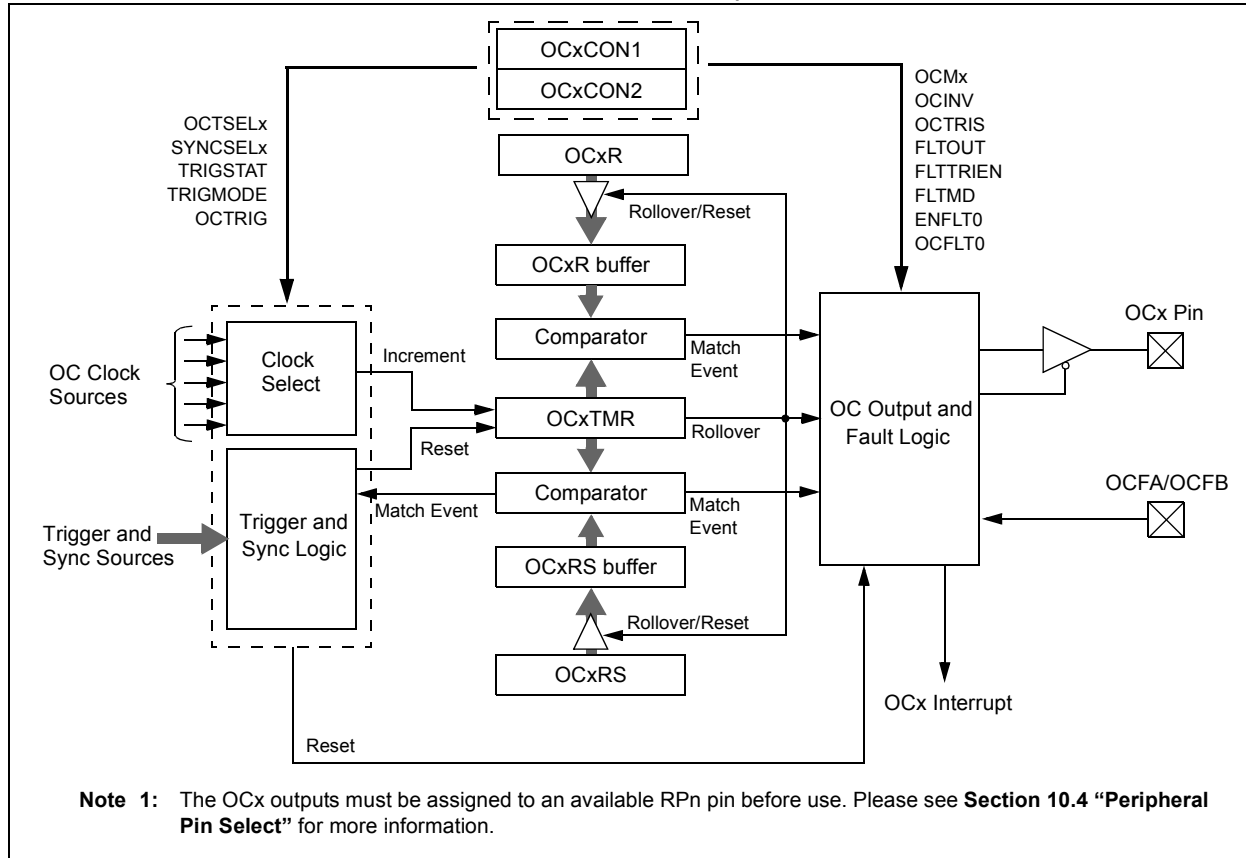 OCxCON1
OCxCON2
OCTSELx
SYNCSELx
TRIGSTAT
TRIGMODE
OCTRIG
OCMx
OCINV
OCTRIS
FLTOUT
FLTTRIEN
FLTMD
ENFLT0
OCFLT0
OCxR
Rollover/Reset
OCxR buffer
OC Clock
Sources
Clock
Select
Increment
Comparator
Match
Event
OCxTMR
Rollover
Reset
OC Output and
Fault Logic
OCx Pin
Trigger and
Sync Sources
Trigger and
Sync Logic
Match Event
Comparator
Match
Event
OCFA/OCFB
OCxRS buffer
Rollover/Reset
OCxRS
OCx Interrupt
Reset
Note 1: The OCx outputs must be assigned to an available RPn pin before use. Please see Section 10.4 “Peripheral
Pin Select” for more information.